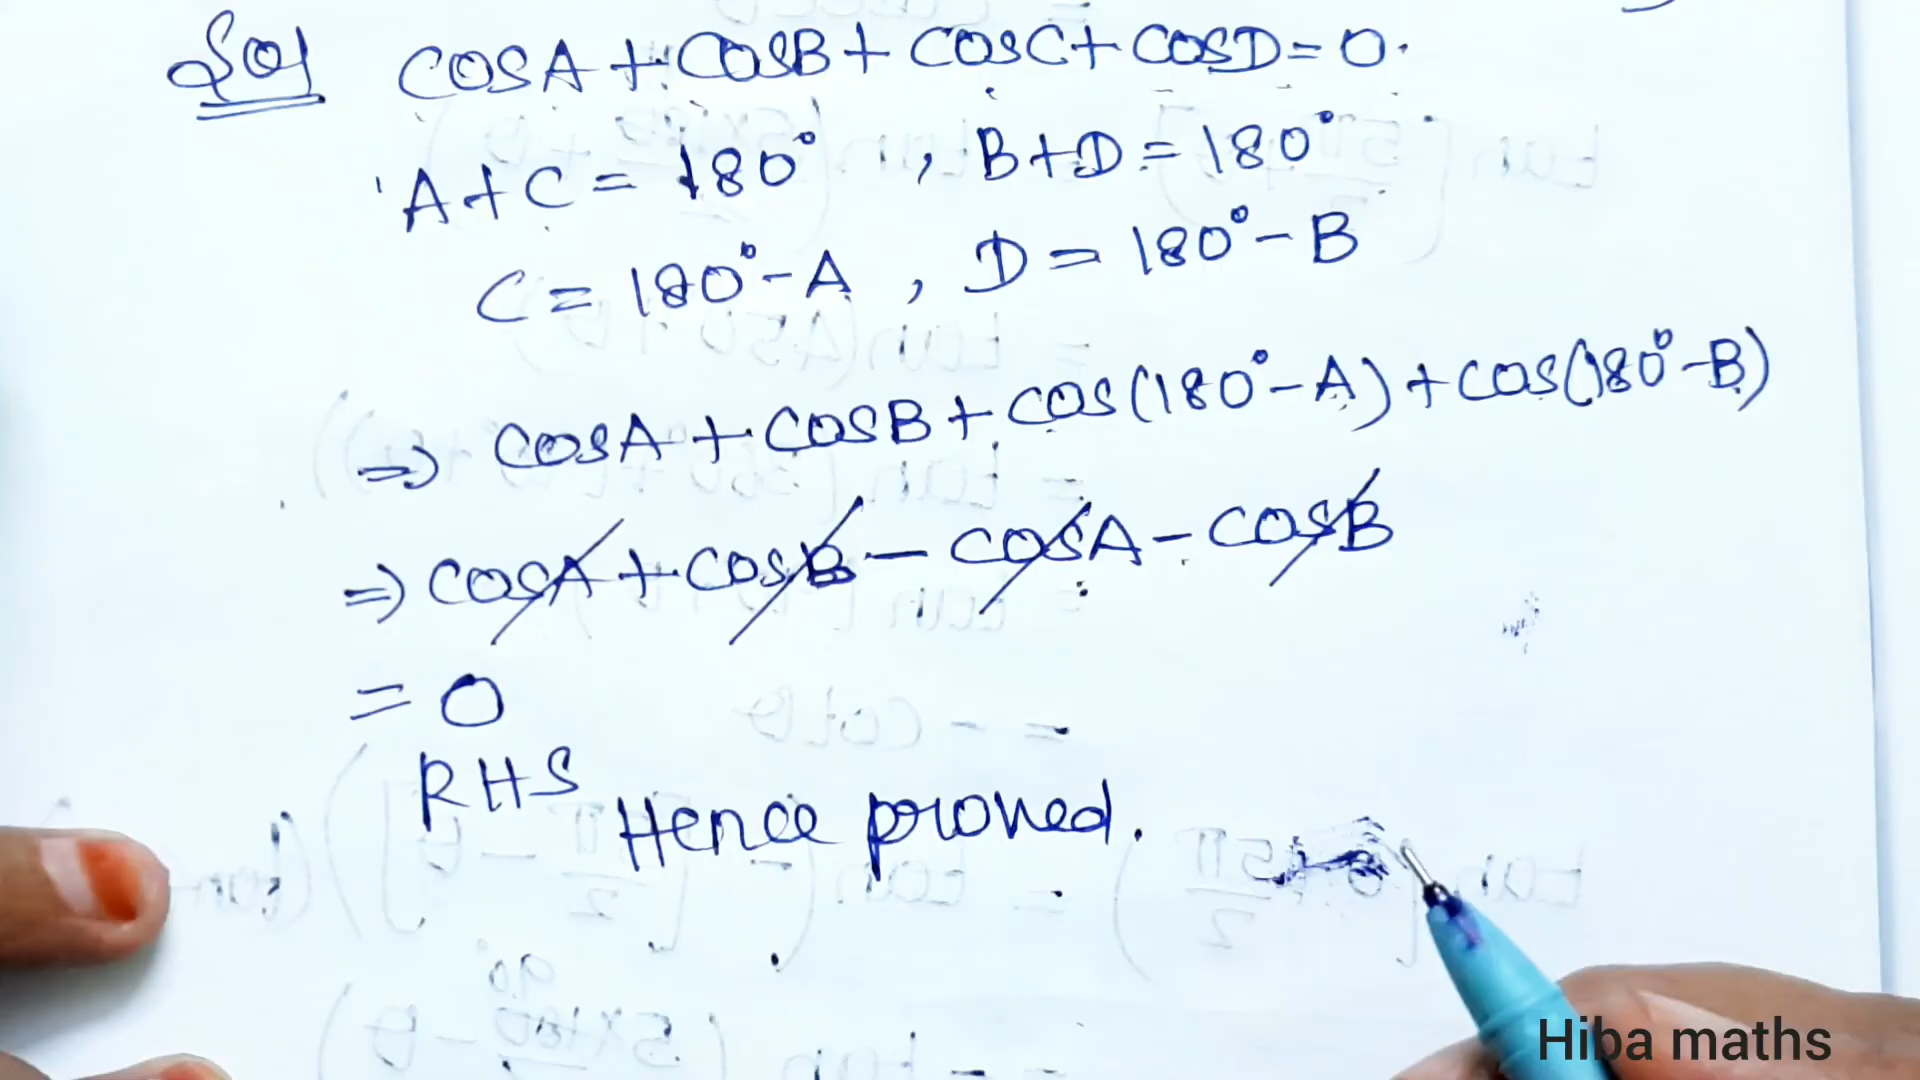 Sol cosA + cosB + cosC + cosD = 0.
A + C = 180° , B + D = 180°
C = 180° - A , D = 180° - B
⇒ cosA + cosB + cos(180° - A) + cos(180° - B)
⇒ cosA + cosB - cosA - cosB
= 0
RHS Hence proved.
Hiba maths